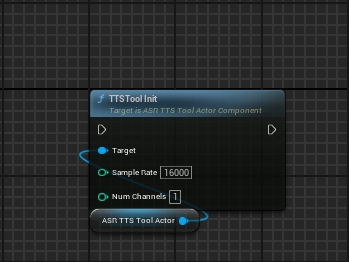 TTSTool Init
Target is ASR TTS Tool Actor Component
Target
Sample Rate 16000
Num Channels 1
ASR TTS Tool Actor